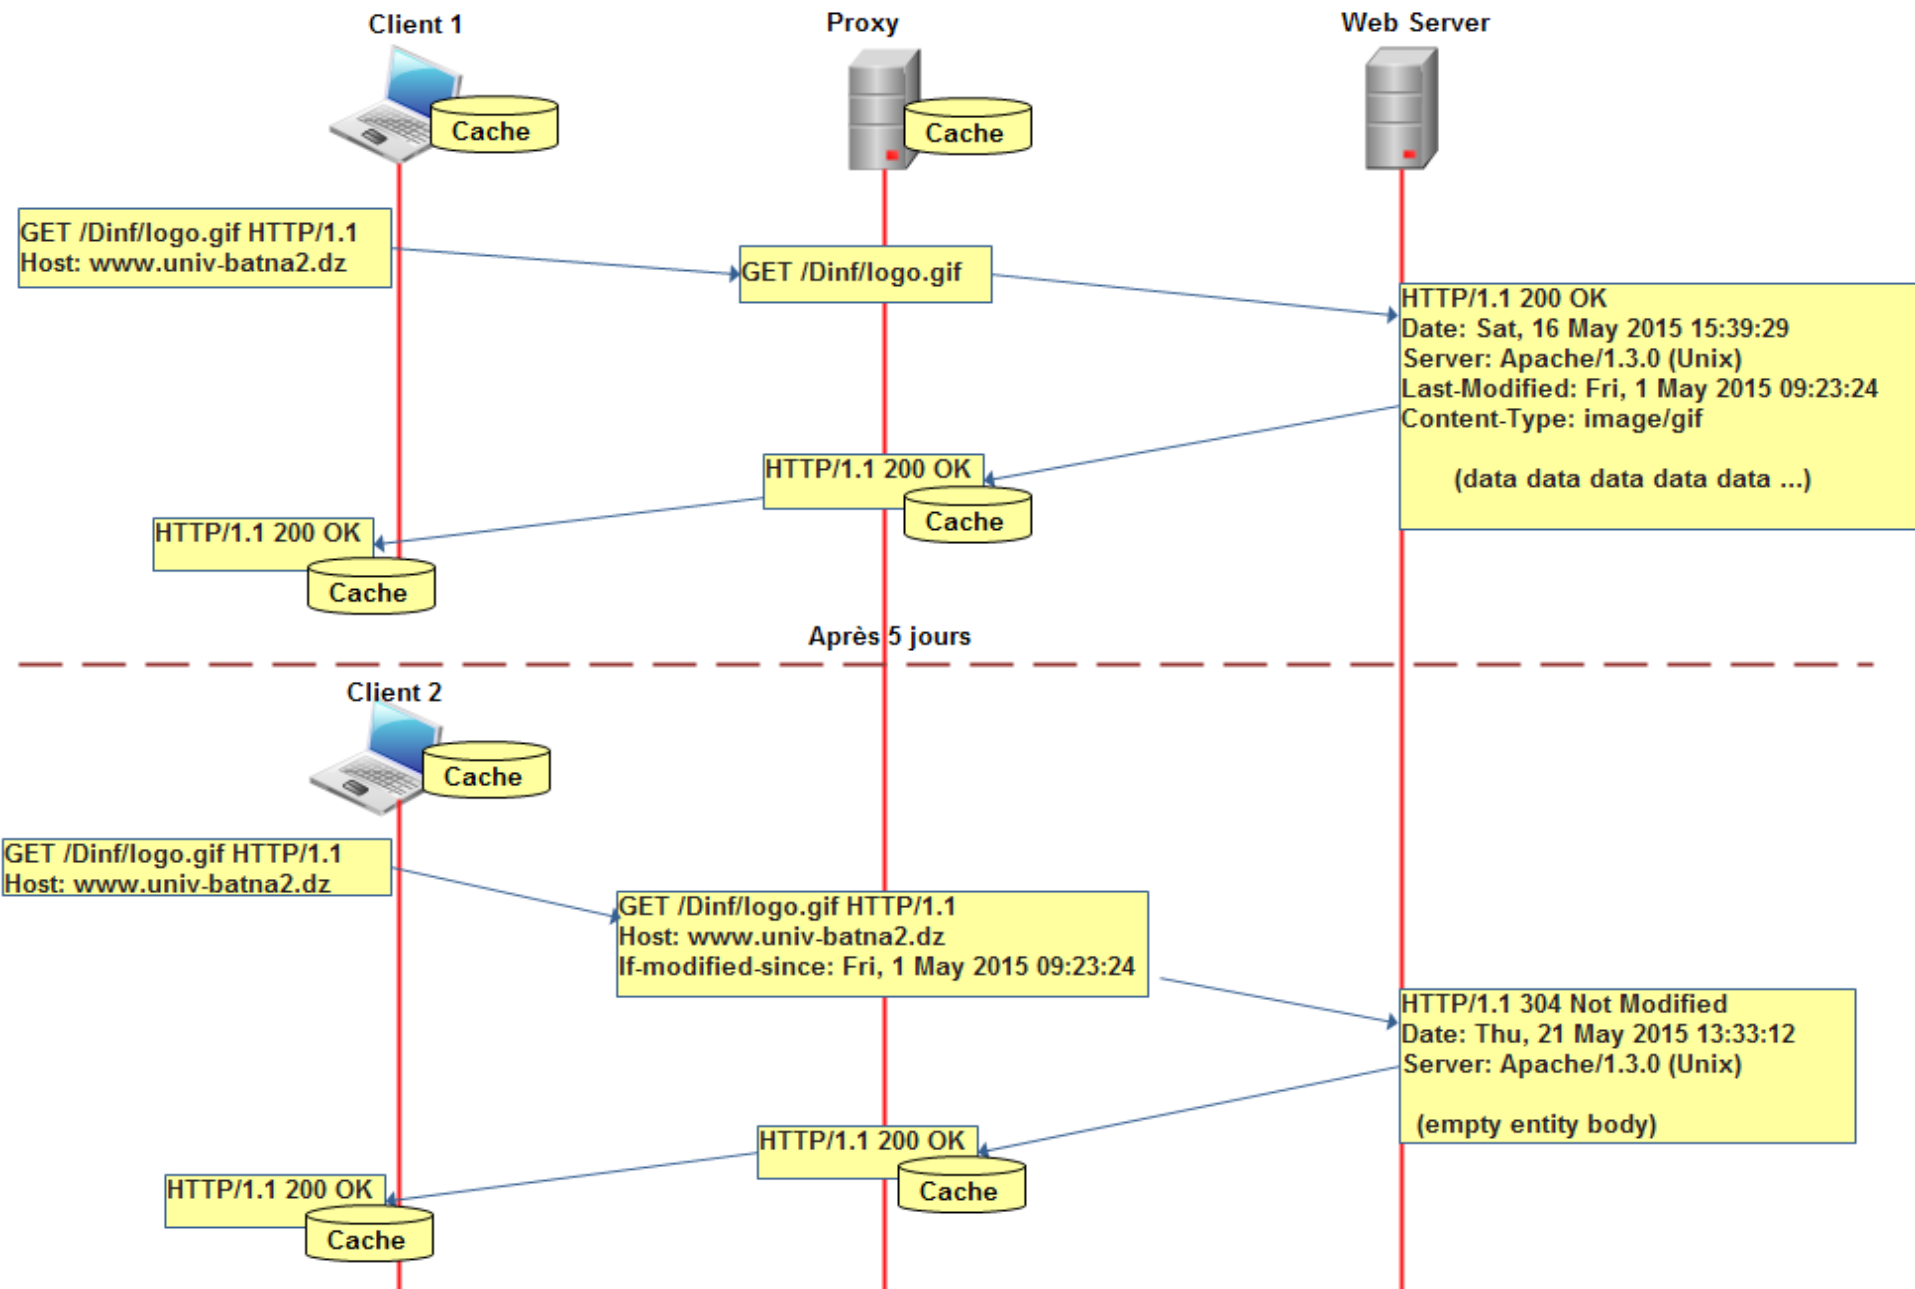 Client 1
Proxy
Web Server
Cache
Cache
GET /Dinf/logo.gif HTTP/1.1
Host: www.univ-batna2.dz
GET /Dinf/logo.gif
HTTP/1.1 200 OK
Date: Sat, 16 May 2015 15:39:29
Server: Apache/1.3.0 (Unix)
Last-Modified: Fri, 1 May 2015 09:23:24
Content-Type: image/gif
(data data data data data ...)
HTTP/1.1 200 OK
Cache
HTTP/1.1 200 OK
Cache
Après 5 jours
Client 2
Cache
GET /Dinf/logo.gif HTTP/1.1
Host: www.univ-batna2.dz
GET /Dinf/logo.gif HTTP/1.1
Host: www.univ-batna2.dz
If-modified-since: Fri, 1 May 2015 09:23:24
HTTP/1.1 304 Not Modified
Date: Thu, 21 May 2015 13:33:12
Server: Apache/1.3.0 (Unix)
(empty entity body)
HTTP/1.1 200 OK
Cache
HTTP/1.1 200 OK
Cache